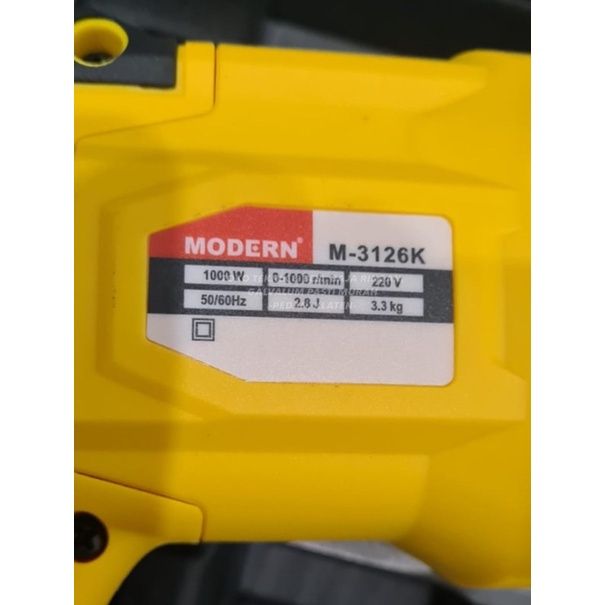 MODERN®
M-3126K
1000 W 0-1000 r/min 220 V
50/60Hz 2.8 J 3.3 kg